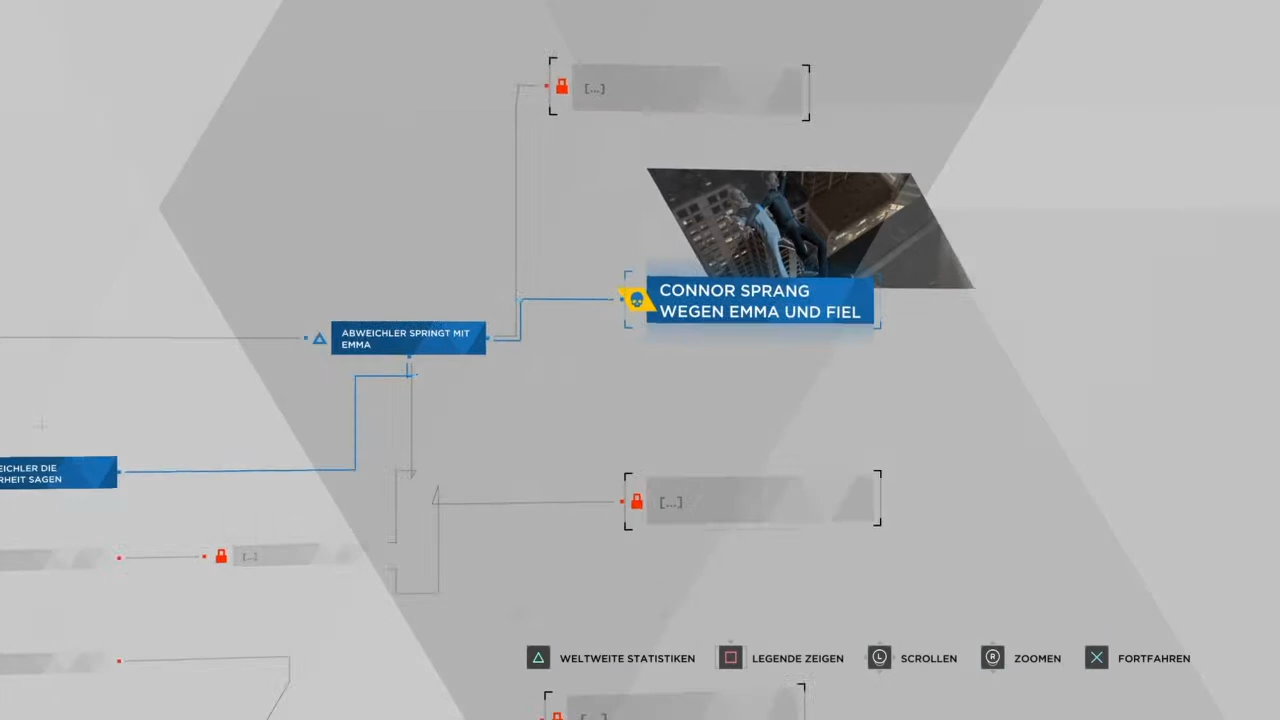 [...]
CONNOR SPRANG
WEGEN EMMA UND FIEL
ABWEICHLER SPRINGT MIT
EMMA
EICHLER DIE
RHEIT SAGEN
[...]
[...]
WELTWEITE STATISTIKEN
LEGENDE ZEIGEN
L
SCROLLEN
R
ZOOMEN
FORTFAHREN
[...]